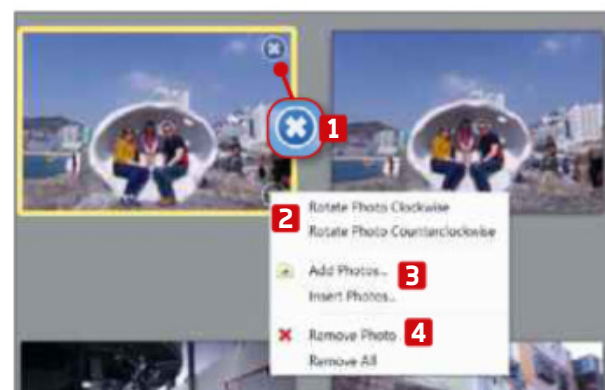 1
2
Rotate Photo Clockwise
Rotate Photo Counterclockwise
Add Photos...
3
Insert Photos...
Remove Photo
4
Remove All